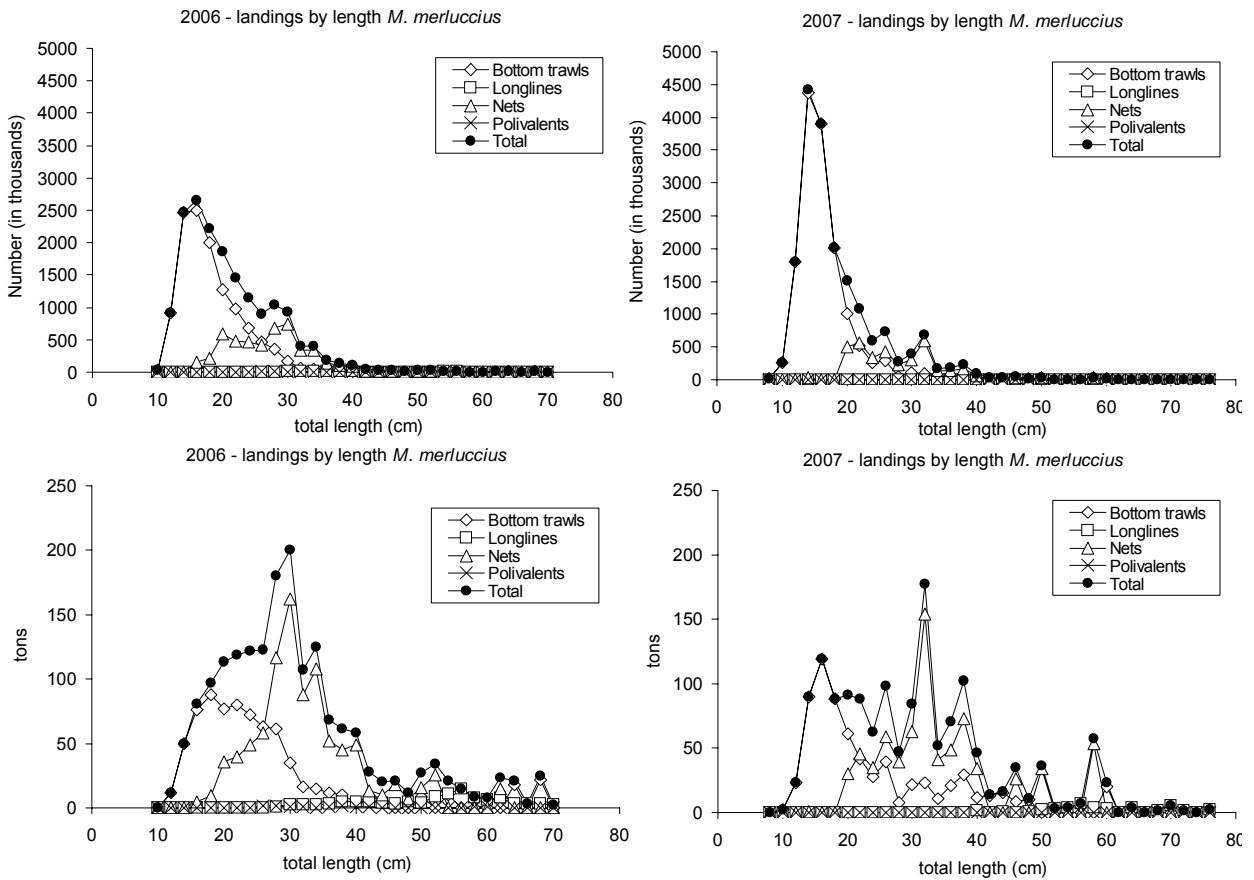 2006 - landings by length M. merluccius
5000
4500
4000
3500
3000
2500
2000
1500
1000
500
0
Number (in thousands)
0 10 20 30 40 50 60 70 80
total length (cm)
Bottom trawls
Longlines
Nets
Polivalents
Total
2007 - landings by length M. merluccius
5000
4500
4000
3500
3000
2500
2000
1500
1000
500
0
Number (in thousands)
0 10 20 30 40 50 60 70 80
total length (cm)
Bottom trawls
Longlines
Nets
Polivalents
Total
2006 - landings by length M. merluccius
250
200
150
100
50
0
tons
0 10 20 30 40 50 60 70 80
total length (cm)
Bottom trawls
Longlines
Nets
Polivalents
Total
2007 - landings by length M. merluccius
250
200
150
100
50
0
tons
0 10 20 30 40 50 60 70 80
total length (cm)
Bottom trawls
Longlines
Nets
Polivalents
Total